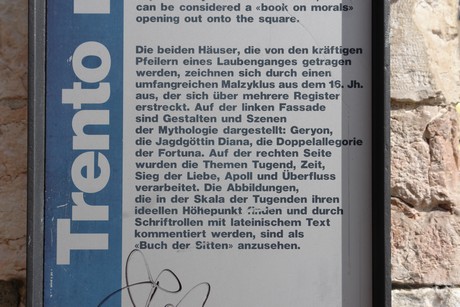 can be considered a «book on morals»
opening out onto the square.
Die beiden Häuser, die von den kräftigen
Pfeilern eines Laubenganges getragen
werden, zeichnen sich durch einen
umfangreichen Malzyklus aus dem 16. Jh.
aus, der sich über mehrere Register
erstreckt. Auf der linken Fassade
sind Gestalten und Szenen
der Mythologie dargestellt: Geryon,
die Jagdgöttin Diana, die Doppelallegorie
der Fortuna. Auf der rechten Seite
wurden die Themen Tugend, Zeit,
Sieg der Liebe, Apoll und Überfluss
verarbeitet. Die Abbildungen,
die in der Skala der Tugenden ihren
ideellen Höhepunkt finden und durch
Schriftrollen mit lateinischem Text
kommentiert werden, sind als
«Buch der Sitten» anzusehen.
Trento